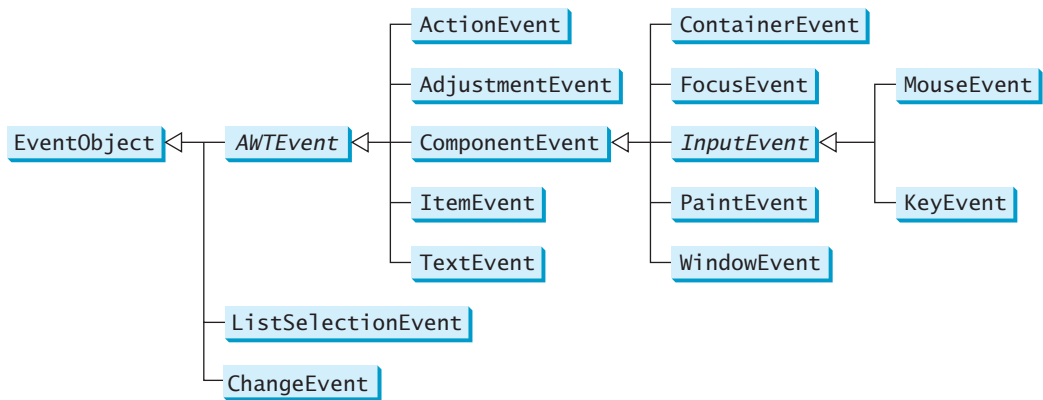 ActionEvent
ContainerEvent
AdjustmentEvent
FocusEvent
MouseEvent
EventObject
AWTEvent
ComponentEvent
InputEvent
ItemEvent
PaintEvent
KeyEvent
TextEvent
WindowEvent
ListSelectionEvent
ChangeEvent